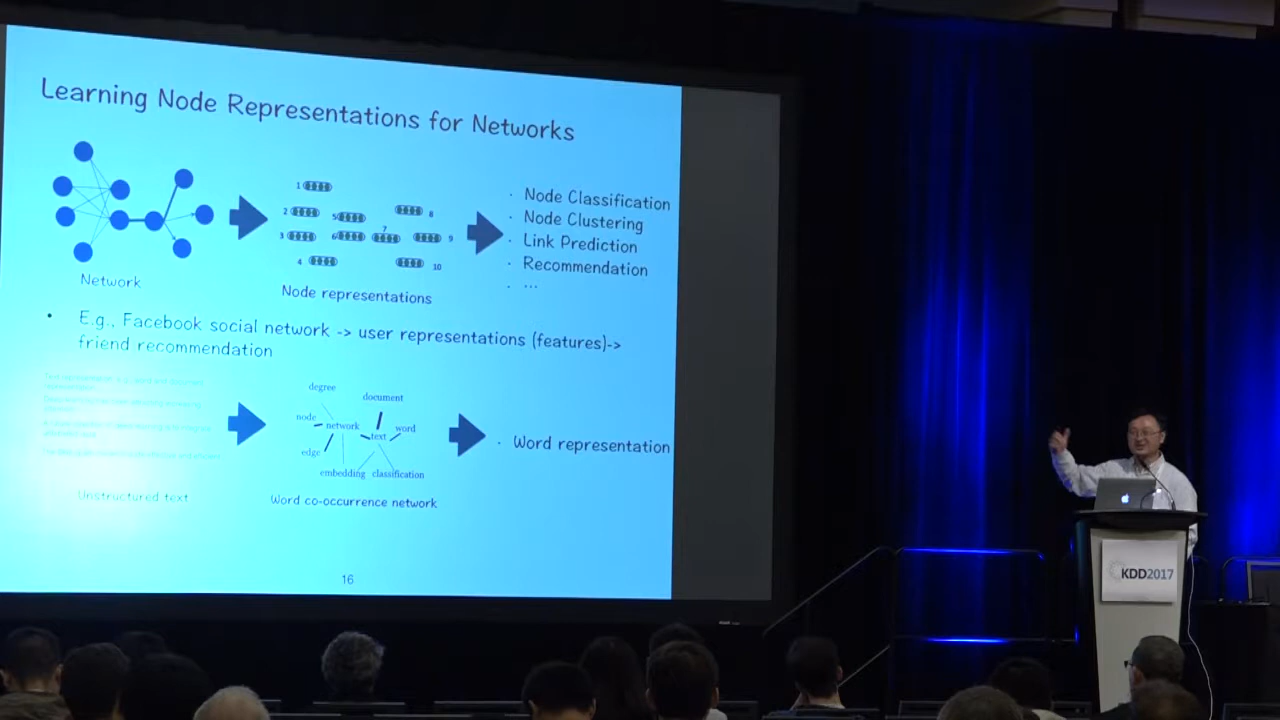 Learning Node Representations for Networks
1
2
5
8
3
6
7
9
4
10
Network
Node representations
· Node Classification
· Node Clustering
· Link Prediction
· Recommendation
· ...
• E.g., Facebook social network -> user representations (features)->
friend recommendation
degree
document
node
network
word
text
edge
embedding
classification
Unstructured text
Word co-occurrence network
· Word representation
16
KDD2017